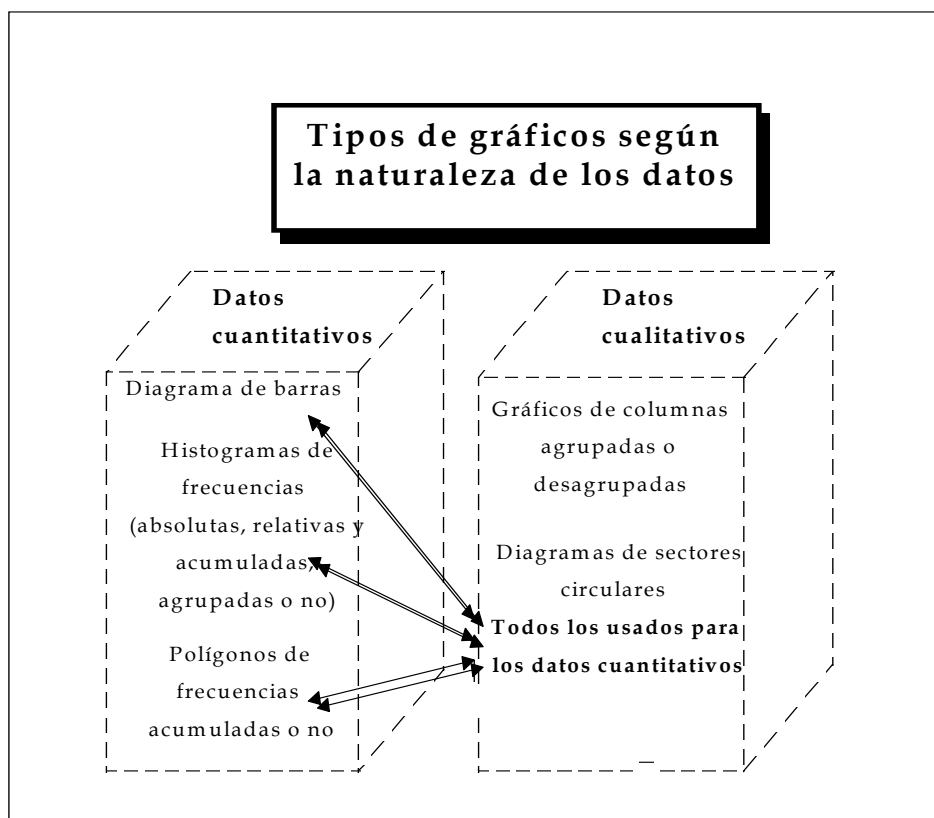 Tipos de gráficos según
la naturaleza de los datos
Datos
cuantitativos
Diagrama de barras
Histogramas de
frecuencias
(absolutas, relativas y
acumuladas,
agrupadas o no)
Polígonos de
frecuencias
acumuladas o no
Datos
cualitativos
Gráficos de columnas
agrupadas o
desagrupadas
Diagramas de sectores
circulares
Todos los usados para
los datos cuantitativos